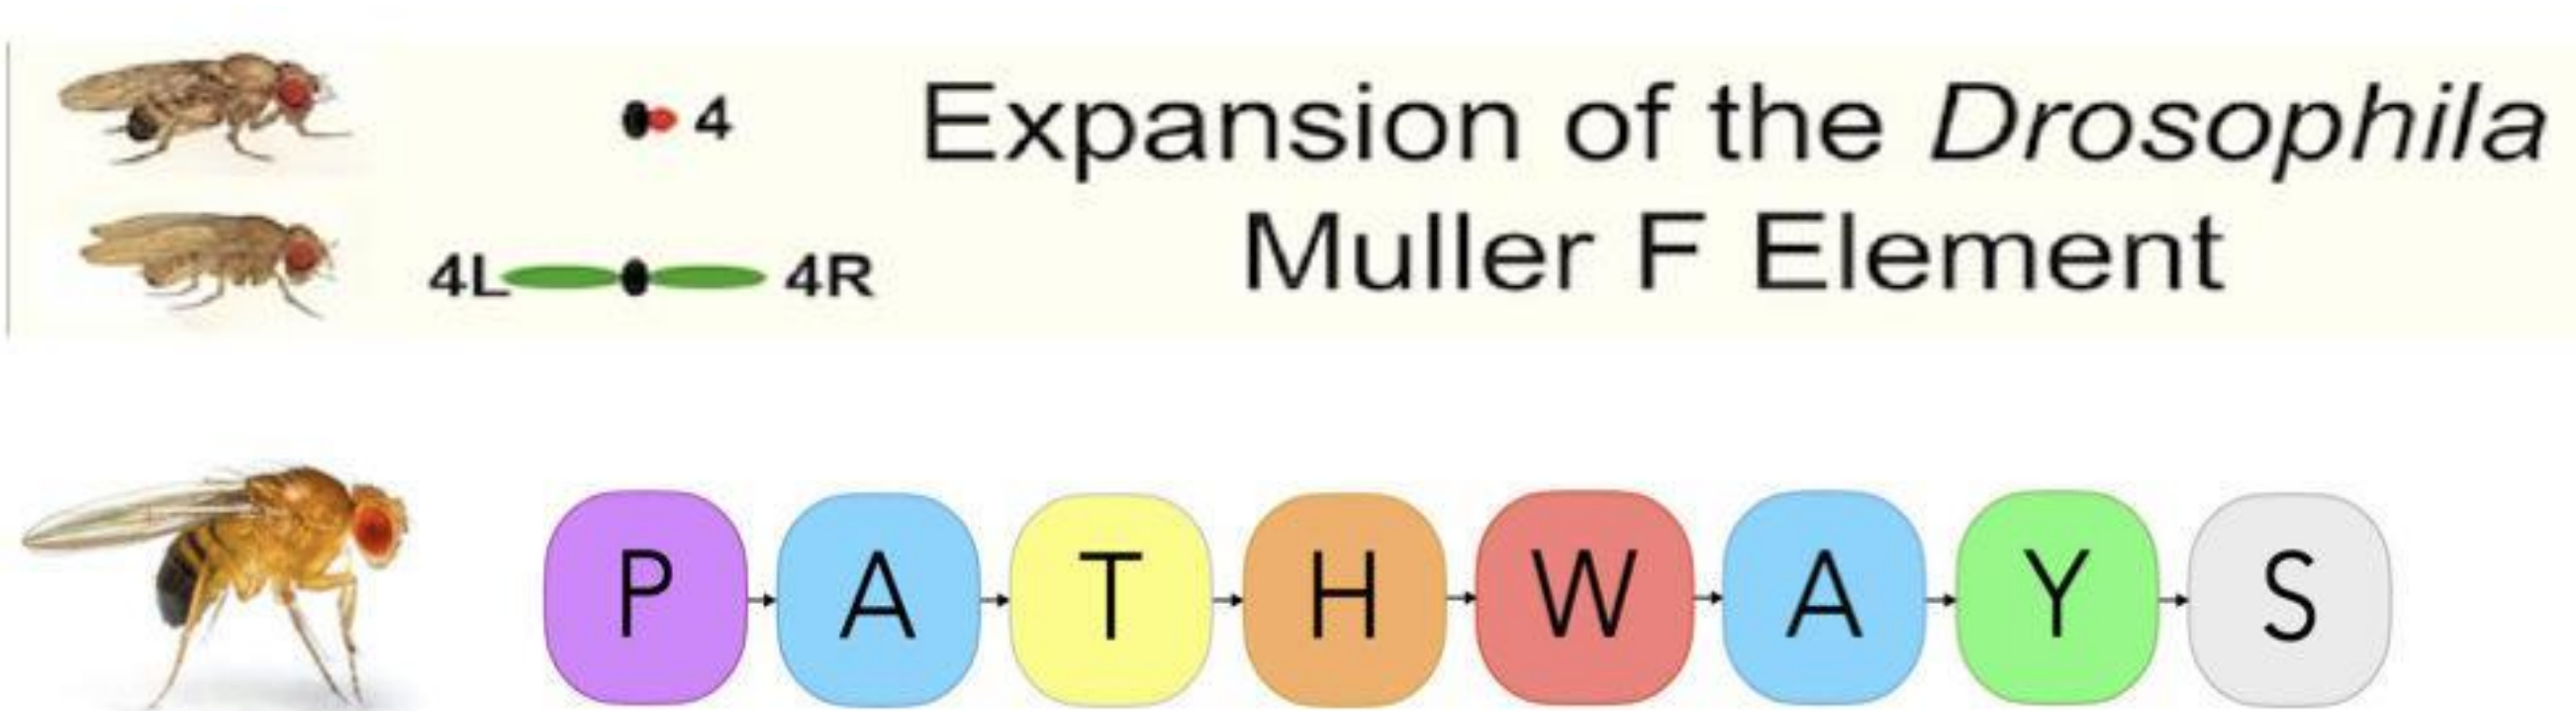 4
Expansion of the Drosophila
Muller F Element
4L 4R
P A T H W A Y S